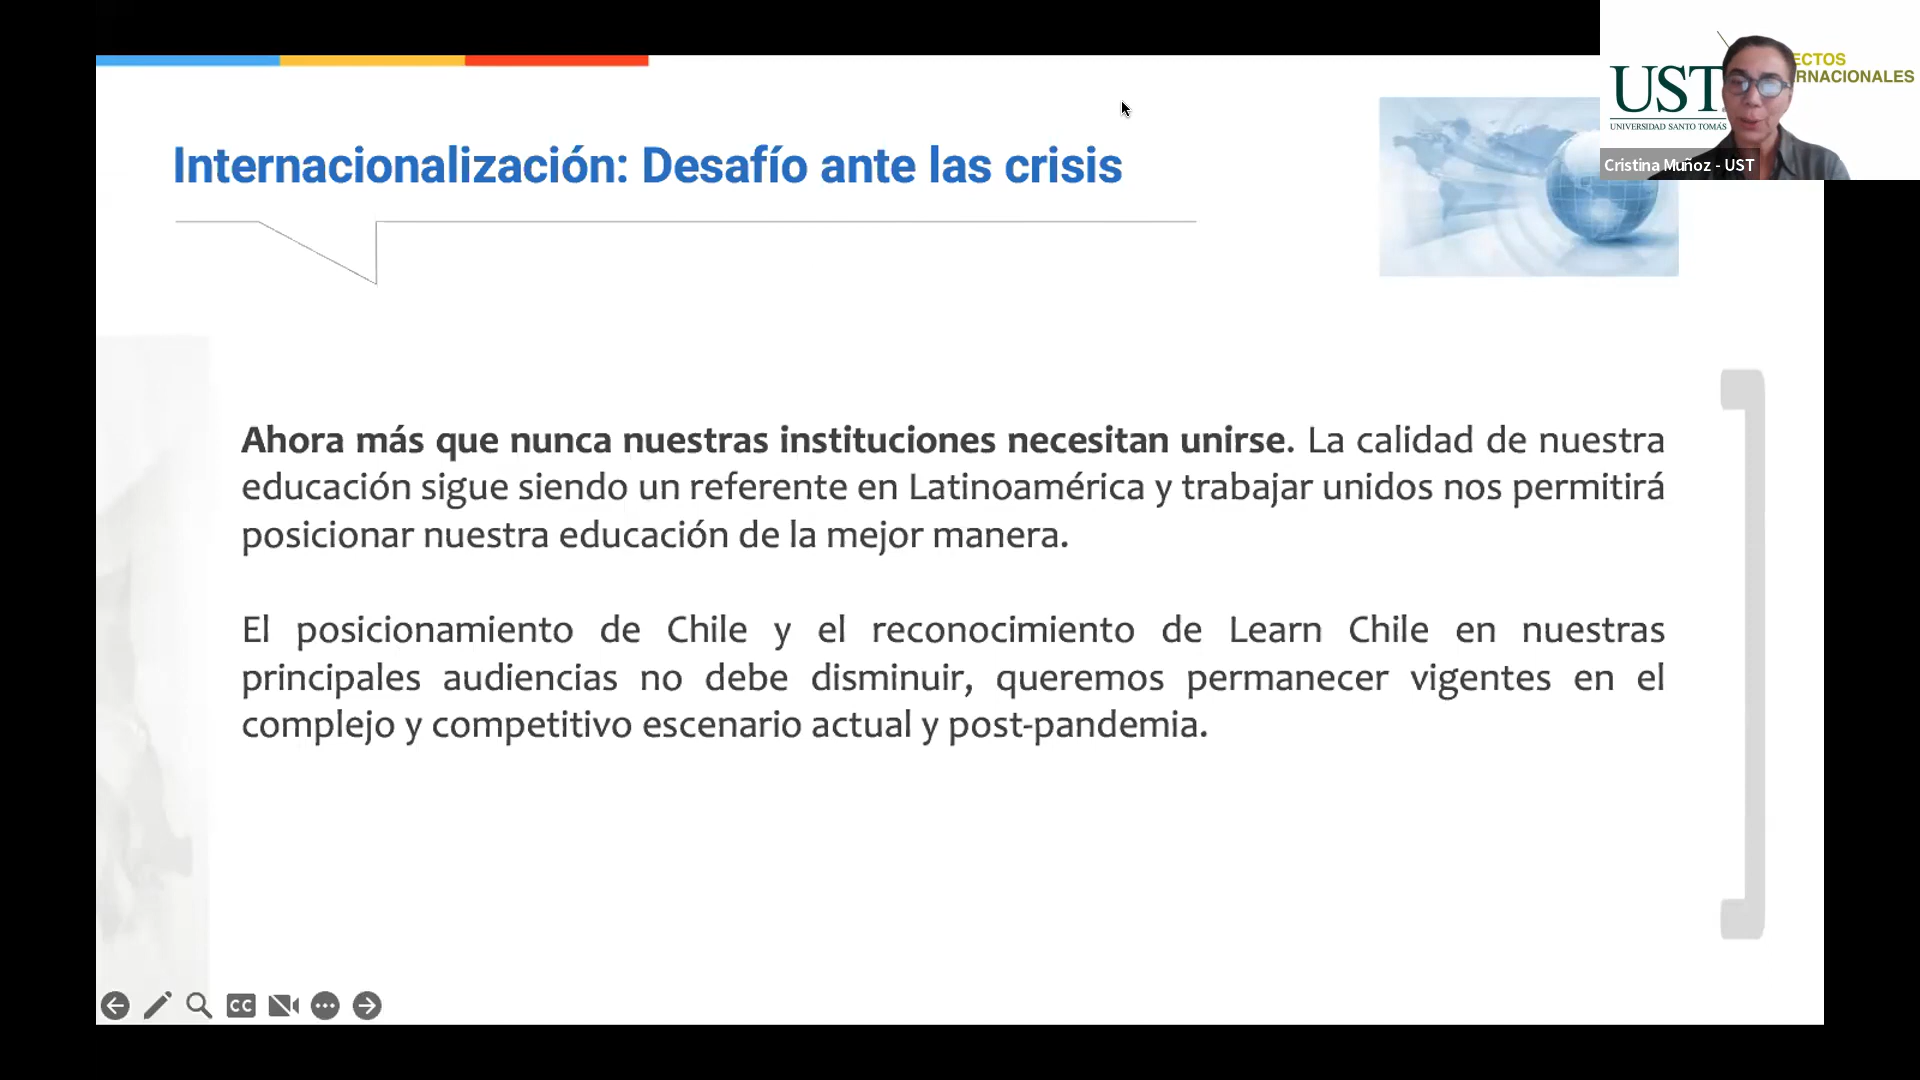 Internacionalización: Desafío ante las crisis
UST
UNIVERSIDAD SANTO TOMÁS
Cristina Muñoz - UST
Ahora más que nunca nuestras instituciones necesitan unirse. La calidad de nuestra
educación sigue siendo un referente en Latinoamérica y trabajar unidos nos permitirá
posicionar nuestra educación de la mejor manera.
El posicionamiento de Chile y el reconocimiento de Learn Chile en nuestras
principales audiencias no debe disminuir, queremos permanecer vigentes en el
complejo y competitivo escenario actual y post-pandemia.
CC